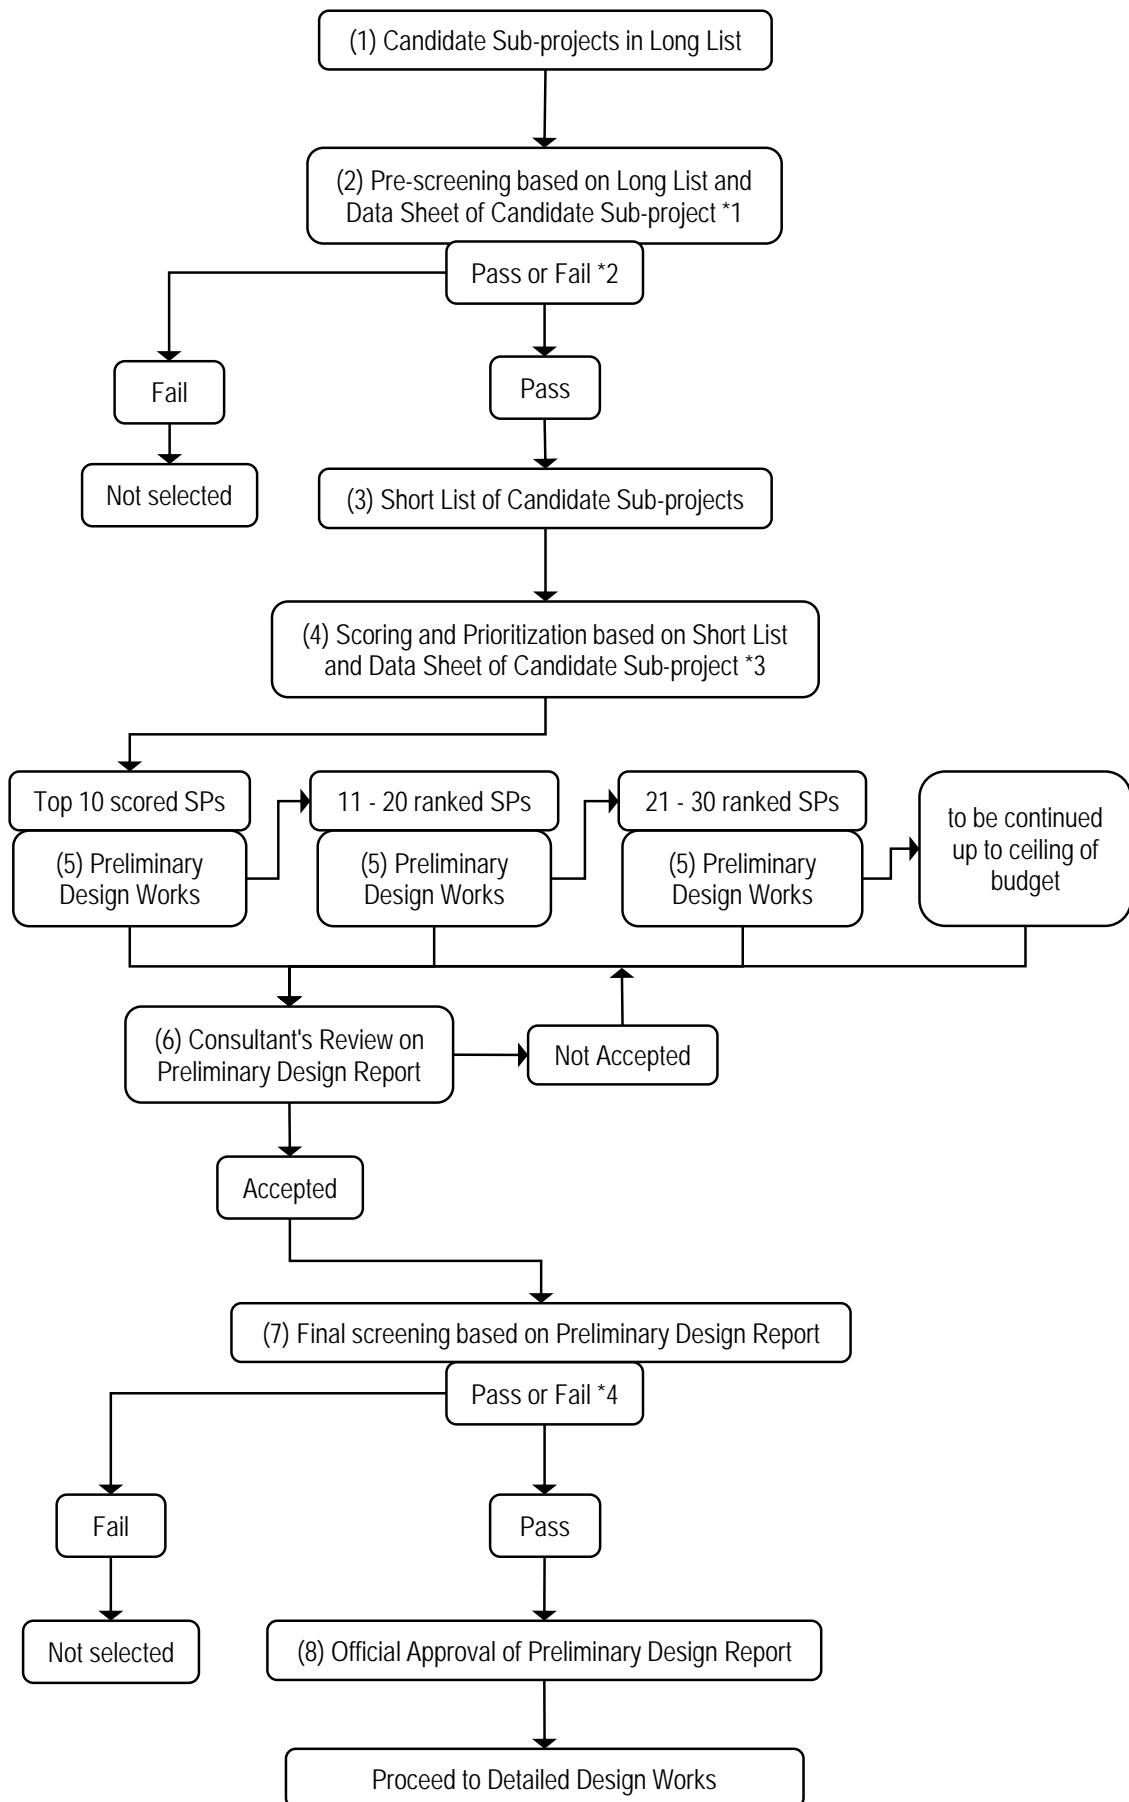 (1) Candidate Sub-projects in Long List
(2) Pre-screening based on Long List and
Data Sheet of Candidate Sub-project *1
Pass or Fail *2
Fail
Pass
Not selected
(3) Short List of Candidate Sub-projects
(4) Scoring and Prioritization based on Short List
and Data Sheet of Candidate Sub-project *3
Top 10 scored SPs
(5) Preliminary
Design Works
11 - 20 ranked SPs
(5) Preliminary
Design Works
21 - 30 ranked SPs
(5) Preliminary
Design Works
to be continued
up to ceiling of
budget
(6) Consultant's Review on
Preliminary Design Report
Not Accepted
Accepted
(7) Final screening based on Preliminary Design Report
Pass or Fail *4
Fail
Pass
Not selected
(8) Official Approval of Preliminary Design Report
Proceed to Detailed Design Works